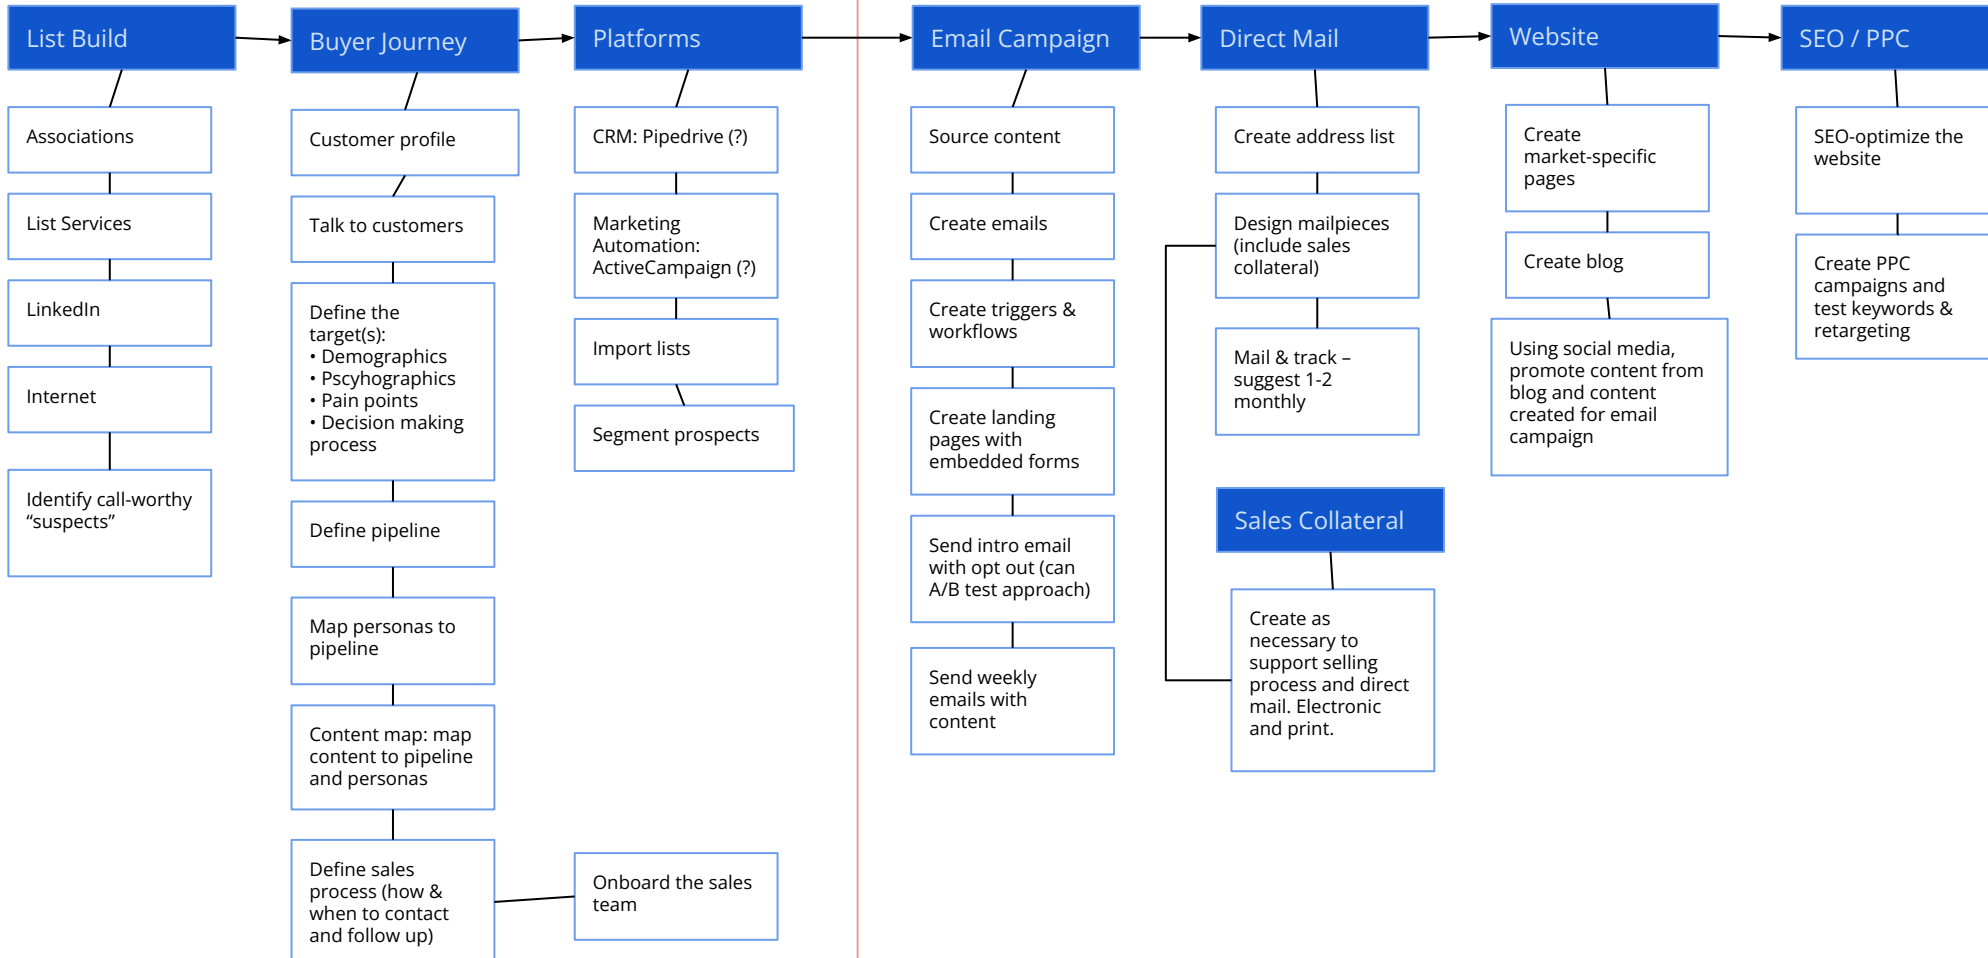 List Build
Buyer Journey
Platforms
Email Campaign
Direct Mail
Website
SEO / PPC
Associations
List Services
LinkedIn
Internet
Identify call-worthy
“suspects”
Customer profile
Talk to customers
Define the
target(s):
• Demographics
• Pscyhographics
• Pain points
• Decision making
process
Define pipeline
Map personas to
pipeline
Content map: map
content to pipeline
and personas
Define sales
process (how &
when to contact
and follow up)
Onboard the sales
team
CRM: Pipedrive (?)
Marketing
Automation:
ActiveCampaign (?)
Import lists
Segment prospects
Source content
Create emails
Create triggers &
workflows
Create landing
pages with
embedded forms
Send intro email
with opt out (can
A/B test approach)
Send weekly
emails with
content
Create address list
Design mailpieces
(include sales
collateral)
Mail & track –
suggest 1-2
monthly
Sales Collateral
Create as
necessary to
support selling
process and direct
mail. Electronic
and print.
Create
market-specific
pages
Create blog
Using social media,
promote content from
blog and content
created for email
campaign
SEO-optimize the
website
Create PPC
campaigns and
test keywords &
retargeting